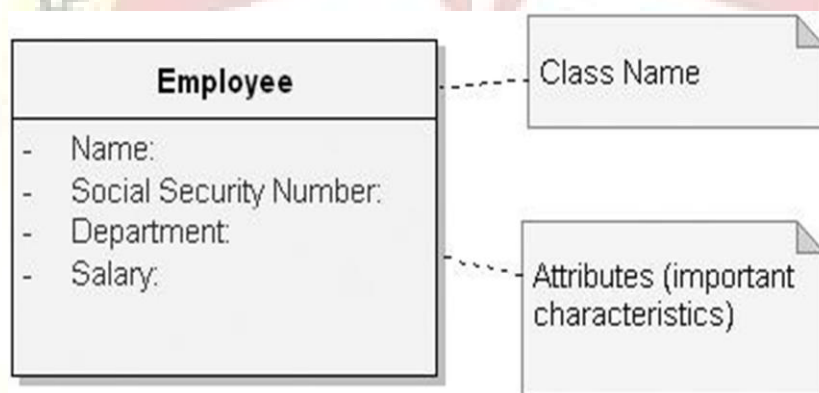 Employee
- Name:
- Social Security Number:
- Department:
- Salary:
Class Name
Attributes (important
characteristics)